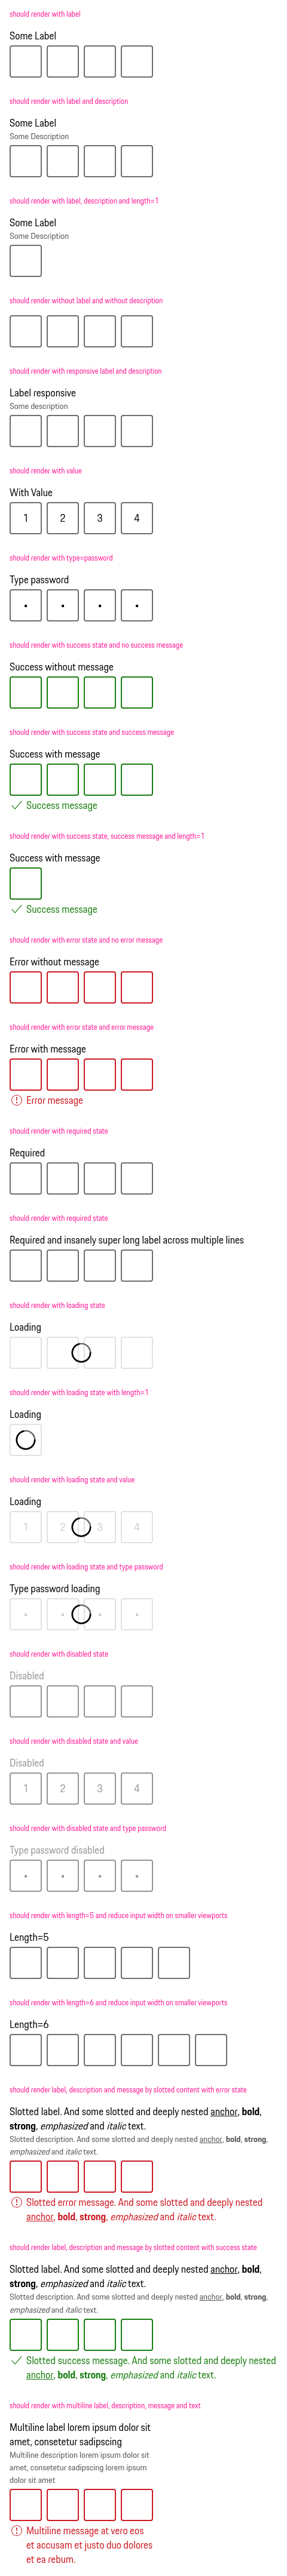 should render with label
Some Label
should render with label and description
Some Label
Some Description
should render with label, description and length=1
Some Label
Some Description
should render without label and without description
should render with responsive label and description
Label responsive
Some description
should render with value
With Value
1 2 3 4
should render with type=password
Type password
should render with success state and no success message
Success without message
should render with success state and success message
Success with message
Success message
should render with success state, success message and length=1
Success with message
Success message
should render with error state and no error message
Error without message
should render with error state and error message
Error with message
Error message
should render with required state
Required
should render with required state
Required and insanely super long label across multiple lines
should render with loading state
Loading
should render with loading state with length=1
Loading
should render with loading state and value
Loading
1 2 3 4
should render with loading state and type password
Type password loading
should render with disabled state
Disabled
should render with disabled state and value
Disabled
1 2 3 4
should render with disabled state and type password
Type password disabled
should render with length=5 and reduce input width on smaller viewports
Length=5
should render with length=6 and reduce input width on smaller viewports
Length=6
should render label, description and message by slotted content with error state
Slotted label. And some slotted and deeply nested anchor, bold,
strong, emphasized and italic text.
Slotted description. And some slotted and deeply nested anchor, bold, strong,
emphasized and italic text.
Slotted error message. And some slotted and deeply nested
anchor, bold, strong, emphasized and italic text.
should render label, description and message by slotted content with success state
Slotted label. And some slotted and deeply nested anchor, bold,
strong, emphasized and italic text.
Slotted description. And some slotted and deeply nested anchor, bold, strong,
emphasized and italic text.
Slotted success message. And some slotted and deeply nested
anchor, bold, strong, emphasized and italic text.
should render with multiline label, description, message and text
Multiline label lorem ipsum dolor sit
amet, consetetur sadipscing
Multiline description lorem ipsum dolor sit
amet, consetetur sadipscing lorem ipsum
dolor sit amet
Multiline message at vero eos
et accusam et justo duo dolores
et ea rebum.